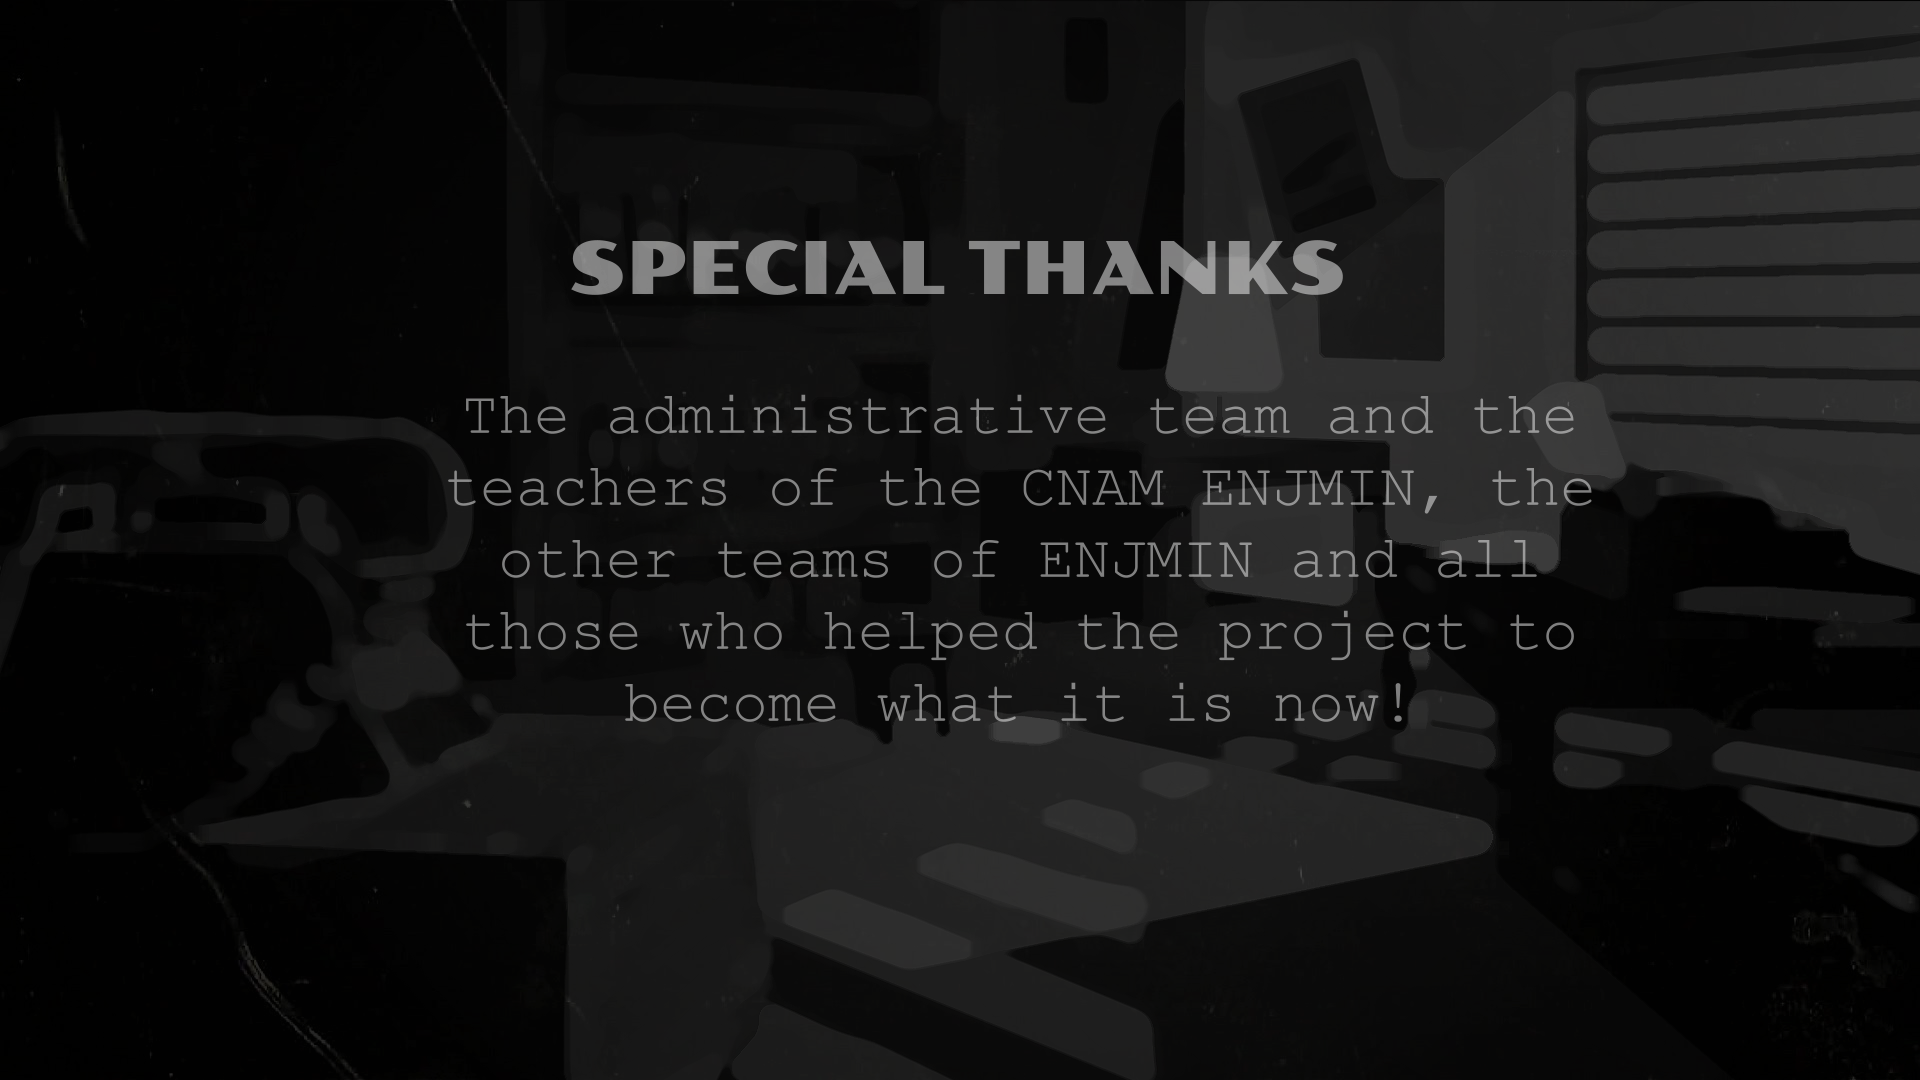 SPECIAL THANKS
The administrative team and the
teachers of the CNAM ENJMIN, the
other teams of ENJMIN and all
those who helped the project to
become what it is now!